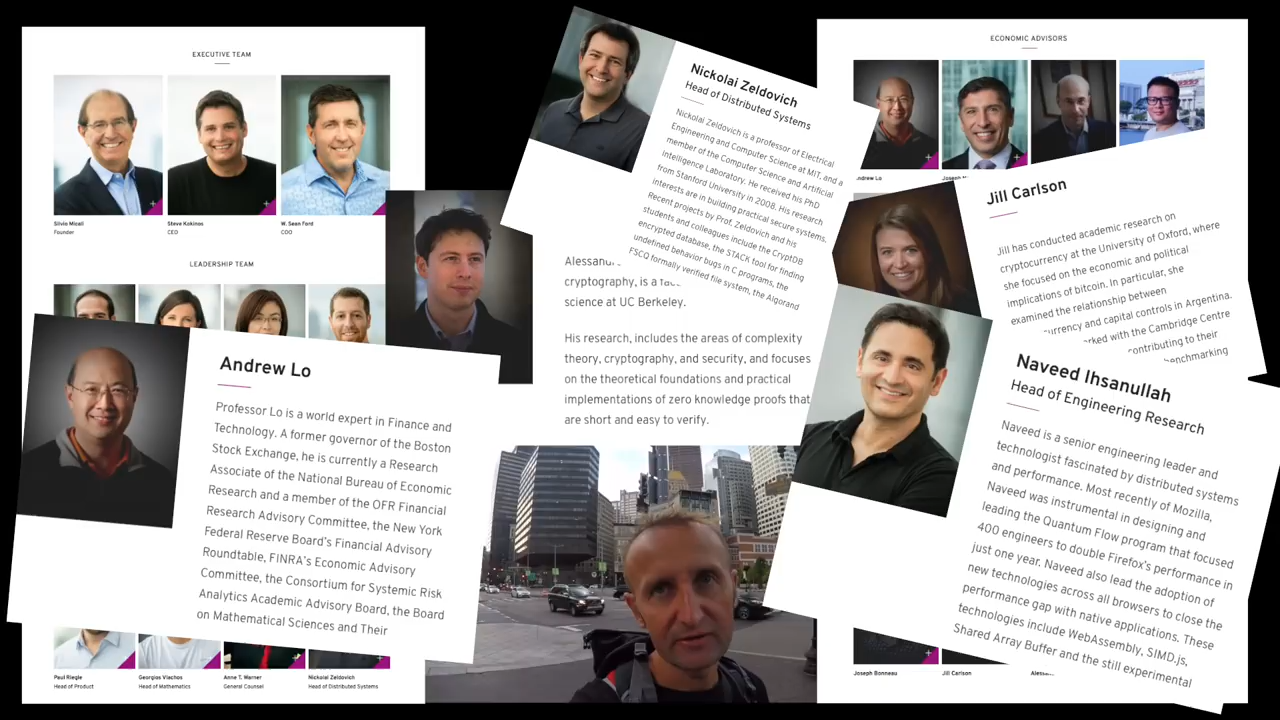 EXECUTIVE TEAM
Silvio Micali
Founder
Steve Kokinos
CEO
W. Sean Ford
COO
LEADERSHIP TEAM
Andrew Lo
Professor Lo is a world expert in Finance and
Technology. A former governor of the Boston
Stock Exchange, he is currently a Research
Associate of the National Bureau of Economic
Research and a member of the OFR Financial
Research Advisory Committee, the New York
Federal Reserve Board's Financial Advisory
Roundtable, FINRA's Economic Advisory
Committee, the Consortium for Systemic Risk
Analytics Academic Advisory Board, the Board
on Mathematical Sciences and Their
Paul Riegle
Head of Product
Georgios Vlachos
Head of Mathematics
Anne T. Warner
General Counsel
Nickolai Zeldovich
Head of Distributed Systems
Nickolai Zeldovich
Head of Distributed Systems
Nickolai Zeldovich is a professor of Electrical
Engineering and Computer Science at MIT, and a
member of the Computer Science and Artificial
Intelligence Laboratory. He received his PhD
from Stanford University in 2008. His research
interests are in building practical secure systems.
Recent projects by Prof. Zeldovich and his
students and colleagues include the CryptDB
encrypted database, the STACK tool for finding
undefined behavior bugs in C programs, the
FSCQ formally verified file system, the Algorand
cryptography, is a
science at UC Berkeley.
His research, includes the areas of complexity
theory, cryptography, and security, and focuses
on the theoretical foundations and practical
implementations of zero knowledge proofs that
are short and easy to verify.
ECONOMIC ADVISORS
Andrew Lo
Jill Carlson
Jill has conducted academic research on
cryptocurrency at the University of Oxford, where
she focused on the economic and political
implications of bitcoin. In particular, she
examined the relationship between
and capital controls in Argentina.
with the Cambridge Centre
to their
benchmarking
Naveed Ihsanullah
Head of Engineering Research
Naveed is a senior engineering leader and
technologist fascinated by distributed systems
and performance. Most recently of Mozilla,
Naveed was instrumental in designing and
leading the Quantum Flow program that focused
400 engineers to double Firefox's performance in
just one year. Naveed also lead the adoption of
new technologies across all browsers to close the
performance gap with native applications. These
technologies include WebAssembly, SIMD.js,
Shared Array Buffer and the still experimental
Joseph Bonneau
Jill Carlson